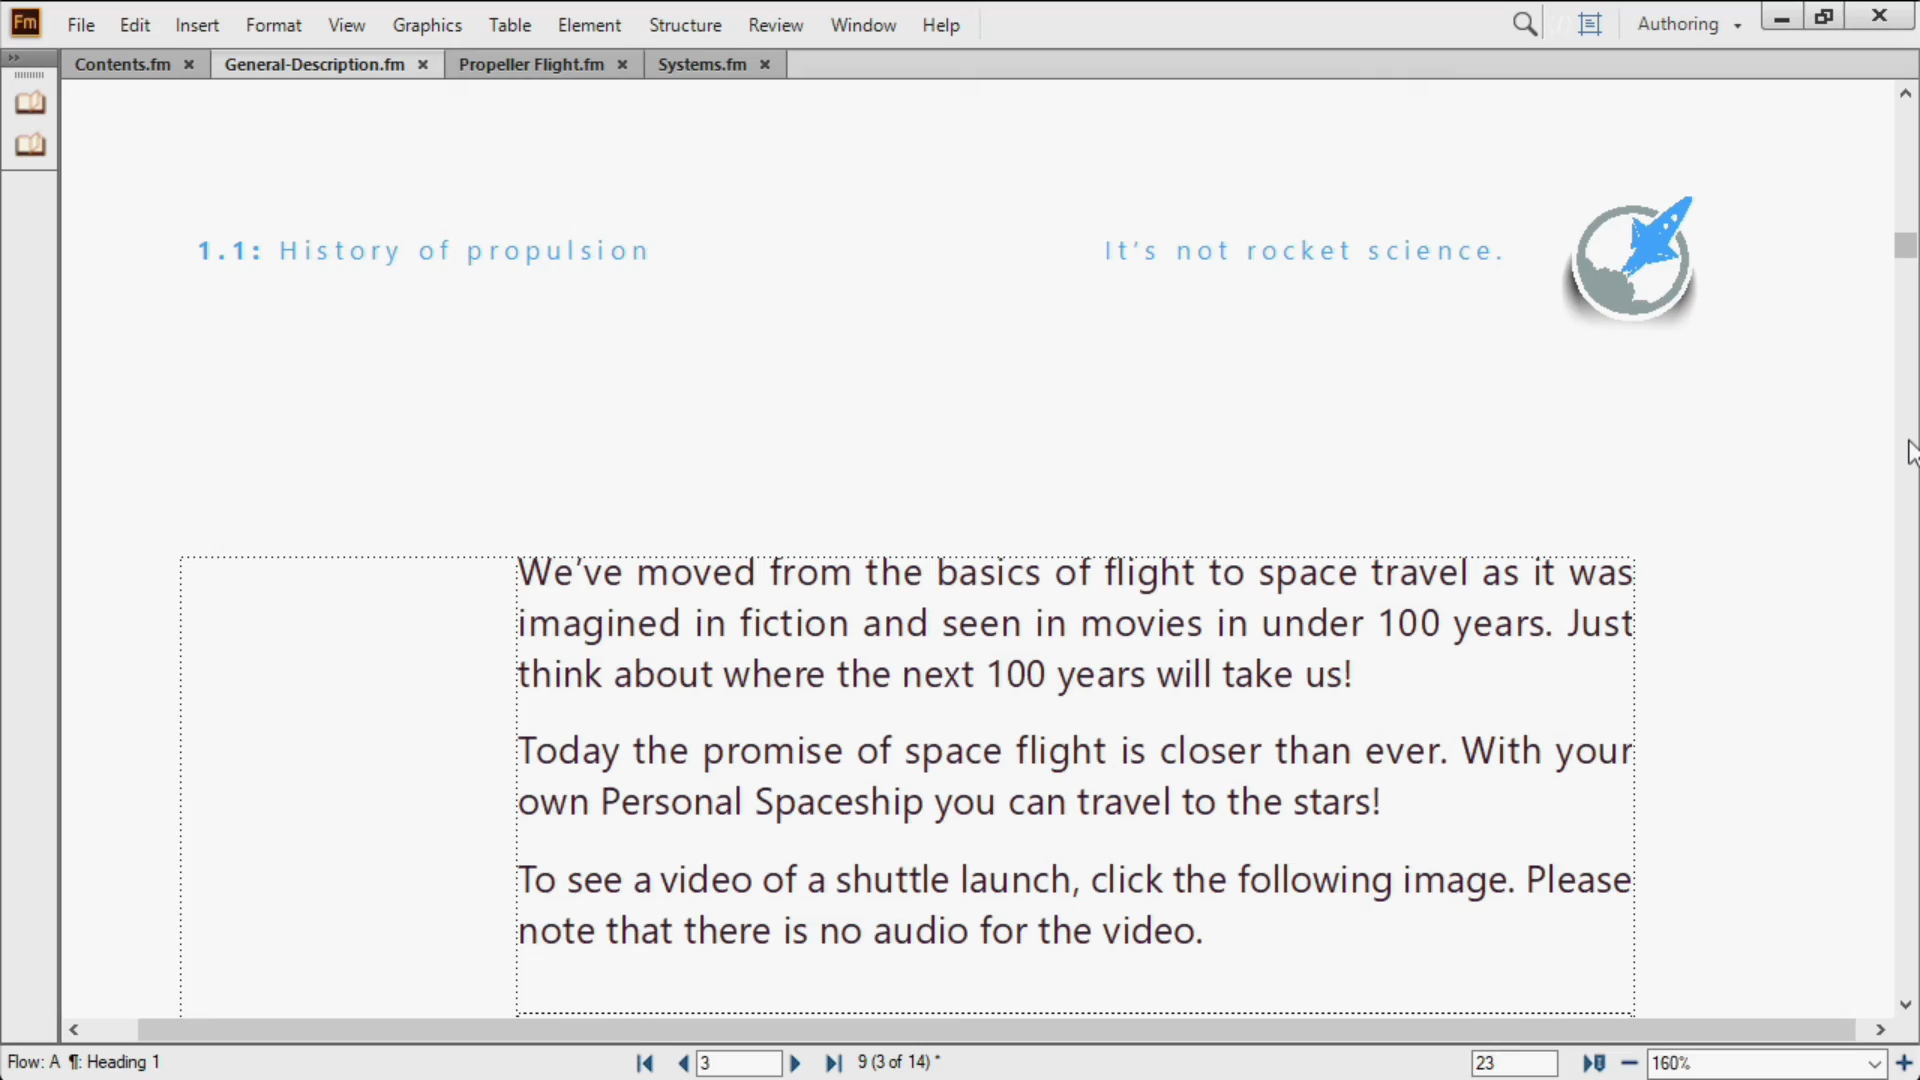 Fm File Edit Insert Format View Graphics Table Element Structure Review Window Help Authoring
Contents.fm General-Description.fm Propeller Flight.fm Systems.fm
1.1: History of propulsion It's not rocket science.
We've moved from the basics of flight to space travel as it was
imagined in fiction and seen in movies in under 100 years. Just
think about where the next 100 years will take us!
Today the promise of space flight is closer than ever. With your
own Personal Spaceship you can travel to the stars!
To see a video of a shuttle launch, click the following image. Please
note that there is no audio for the video.
Flow: A ¶: Heading 1 3 9 (3 of 14) * 23 160%